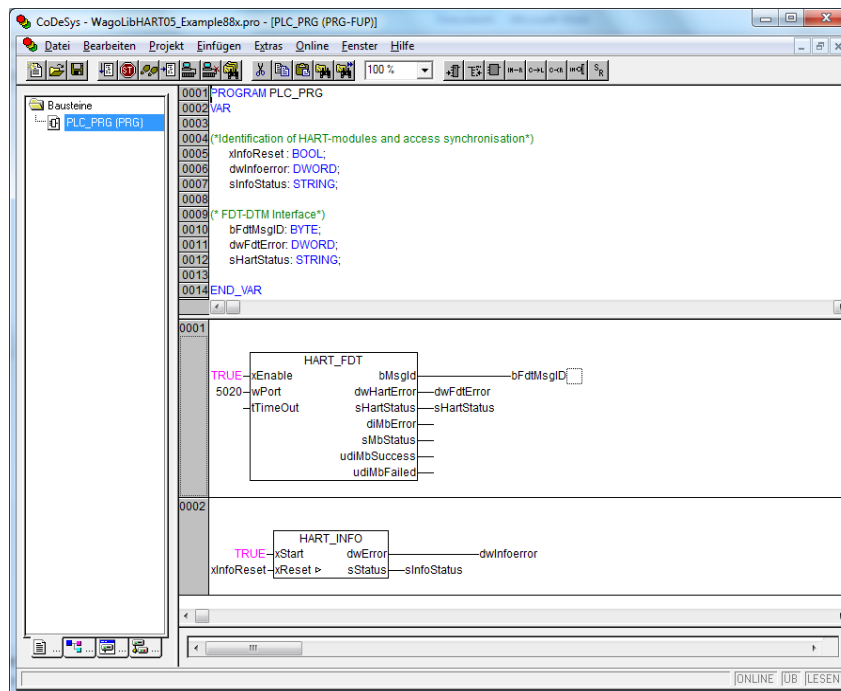 CoDeSys - WagoLibHART05_Example88x.pro - [PLC_PRG (PRG-FUP)]
Datei Bearbeiten Projekt Einfügen Extras Online Fenster Hilfe
100 %
Bausteine
PLC_PRG (PRG)
0001 PROGRAM PLC_PRG
0002 VAR
0003
0004 (*Identification of HART-modules and access synchronisation*)
0005 xInfoReset : BOOL;
0006 dwInfoerror: DWORD;
0007 sInfoStatus: STRING;
0008
0009 (* FDT-DTM Interface*)
0010 bFdtMsgID: BYTE;
0011 dwFdtError: DWORD;
0012 sHartStatus: STRING;
0013
0014 END_VAR
0001
HART_FDT
TRUE xEnable bMsgId bFdtMsgID
5020 wPort dwHartError dwFdtError
tTimeOut sHartStatus sHartStatus
diMbError
sMbStatus
udiMbSuccess
udiMbFailed
0002
HART_INFO
TRUE xStart dwError dwInfoerror
xInfoReset xReset sStatus sInfoStatus
ONLINE ÜB LESEN